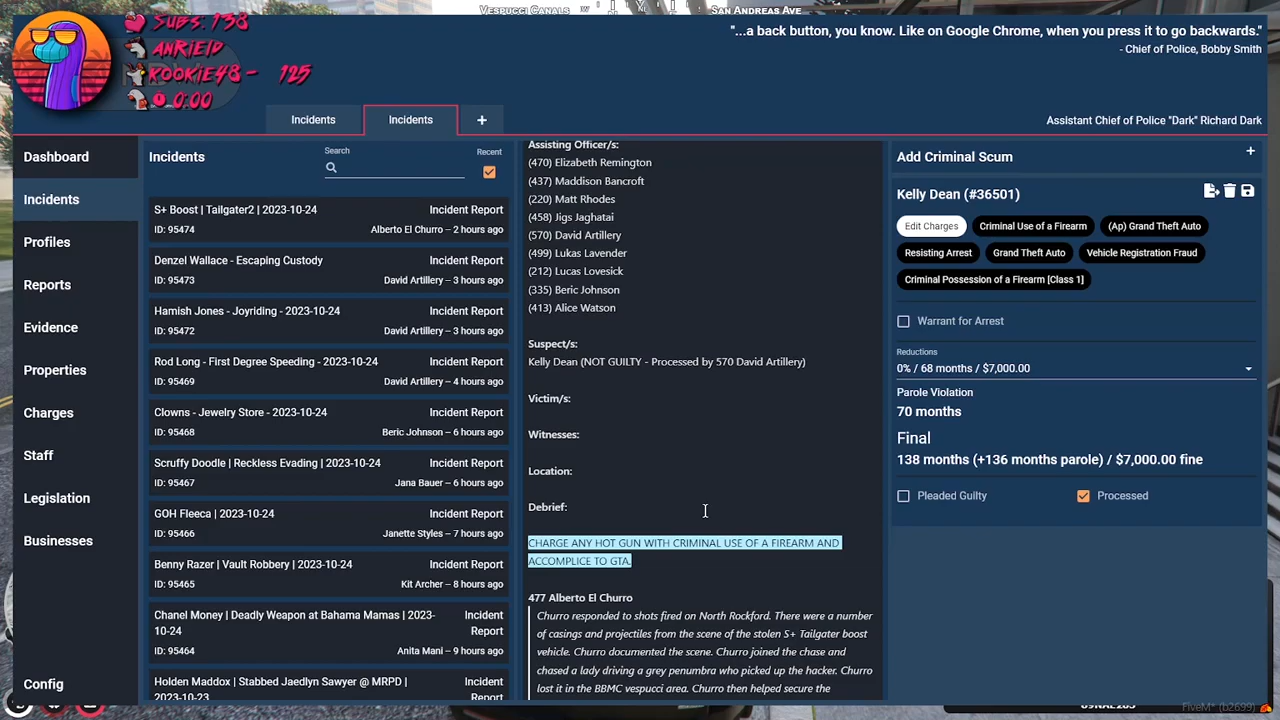 Vespucci Canals
San Andreas Ave
Subs: 138
ANRIEID
ROOKIE48 - 125
0:00
"...a back button, you know. Like on Google Chrome, when you press it to go backwards."
- Chief of Police, Bobby Smith
Incidents
Incidents
+
Assistant Chief of Police "Dark" Richard Dark
Dashboard
Incidents
Profiles
Reports
Evidence
Properties
Charges
Staff
Legislation
Businesses
Config
Incidents
Search
Recent
S+ Boost | Tailgater2 | 2023-10-24
Incident Report
ID: 95474
Alberto El Churro – 2 hours ago
Denzel Wallace - Escaping Custody
Incident Report
ID: 95473
David Artillery – 3 hours ago
Hamish Jones - Joyriding - 2023-10-24
Incident Report
ID: 95472
David Artillery – 3 hours ago
Rod Long - First Degree Speeding - 2023-10-24
Incident Report
ID: 95469
David Artillery – 4 hours ago
Clowns - Jewelry Store - 2023-10-24
Incident Report
ID: 95468
Beric Johnson – 6 hours ago
Scruffy Doodle | Reckless Evading | 2023-10-24
Incident Report
ID: 95467
Jana Bauer – 6 hours ago
GOH Fleeca | 2023-10-24
Incident Report
ID: 95466
Janette Styles – 7 hours ago
Benny Razer | Vault Robbery | 2023-10-24
Incident Report
ID: 95465
Kit Archer – 8 hours ago
Chanel Money | Deadly Weapon at Bahama Mamas | 2023-
10-24
Incident
Report
ID: 95464
Anita Mani – 9 hours ago
Holden Maddox | Stabbed Jaedlyn Sawyer @ MRPD |
2023-10-23
Incident
Report
Assisting Officer/s:
(470) Elizabeth Remington
(437) Maddison Bancroft
(220) Matt Rhodes
(458) Jigs Jaghatai
(570) David Artillery
(499) Lukas Lavender
(212) Lucas Lovesick
(335) Beric Johnson
(413) Alice Watson
Suspect/s:
Kelly Dean (NOT GUILTY - Processed by 570 David Artillery)
Victim/s:
Witnesses:
Location:
Debrief:
CHARGE ANY HOT GUN WITH CRIMINAL USE OF A FIREARM AND
ACCOMPLICE TO GTA.
477 Alberto El Churro
Churro responded to shots fired on North Rockford. There were a number
of casings and projectiles from the scene of the stolen S+ Tailgater boost
vehicle. Churro documented the scene. Churro joined the chase and
chased a lady driving a grey penumbra who picked up the hacker. Churro
lost it in the BBMC vespucci area. Churro then helped secure the
Add Criminal Scum
+
Kelly Dean (#36501)
Edit Charges
Criminal Use of a Firearm
(Ap) Grand Theft Auto
Resisting Arrest
Grand Theft Auto
Vehicle Registration Fraud
Criminal Possession of a Firearm [Class 1]
Warrant for Arrest
Reductions
0% / 68 months / $7,000.00
Parole Violation
70 months
Final
138 months (+136 months parole) / $7,000.00 fine
Pleaded Guilty
Processed
FiveM* (b2699)